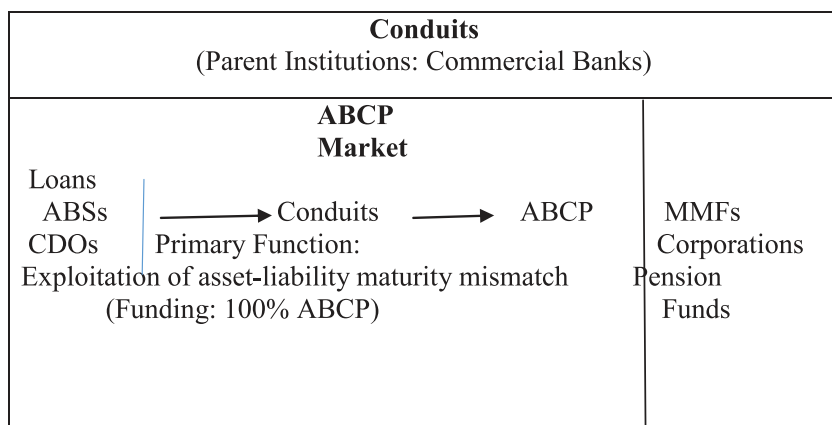 Conduits
(Parent Institutions: Commercial Banks)
ABCP
Market
Loans
ABSs Conduits ABCP MMFs
CDOs Primary Function: Corporations
Exploitation of asset-liability maturity mismatch Pension
(Funding: 100% ABCP) Funds